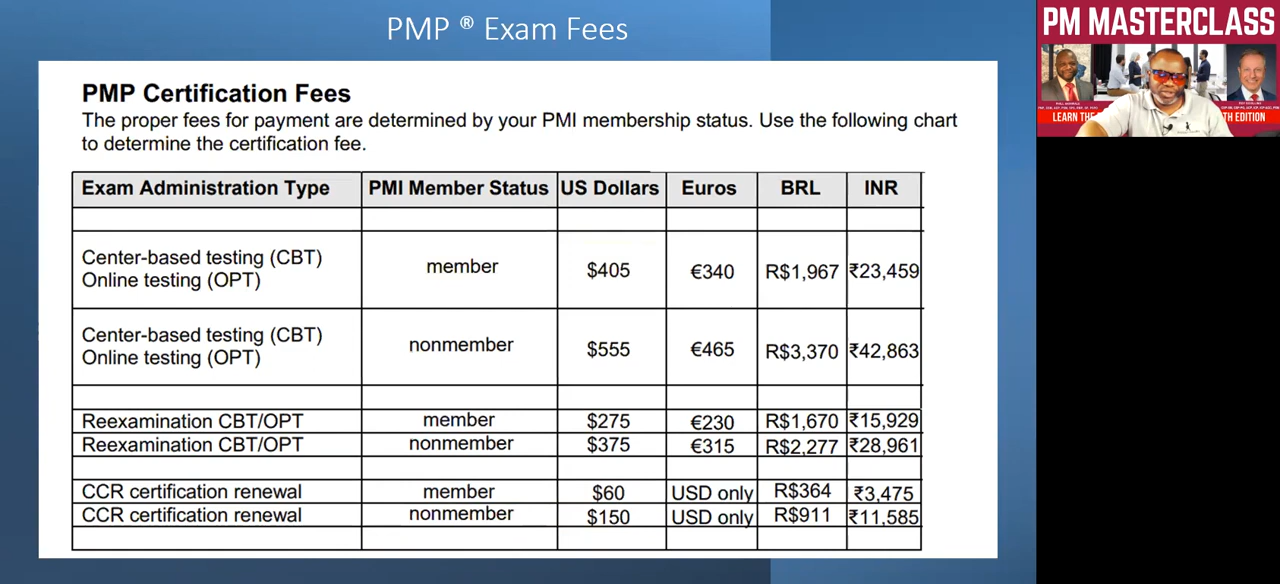 PMP ® Exam Fees
PM MASTERCLASS
LEARN THE
TH EDITION
PMP Certification Fees
The proper fees for payment are determined by your PMI membership status. Use the following chart
to determine the certification fee.
Exam Administration Type PMI Member Status US Dollars Euros BRL INR
Center-based testing (CBT)
Online testing (OPT)
member $405 €340 R$1,967 ₹23,459
Center-based testing (CBT)
Online testing (OPT)
nonmember $555 €465 R$3,370 ₹42,863
Reexamination CBT/OPT member $275 €230 R$1,670 ₹15,929
Reexamination CBT/OPT nonmember $375 €315 R$2,277 ₹28,961
CCR certification renewal member $60 USD only R$364 ₹3,475
CCR certification renewal nonmember $150 USD only R$911 ₹11,585